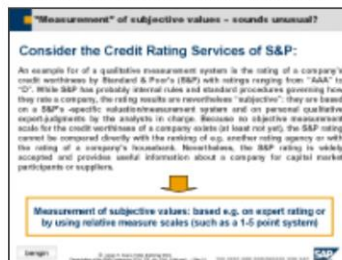 "Measurement" of subjective values – sounds unusual?
Consider the Credit Rating Services of S&P:
An example for of a qualitative measurement system is the rating of a company's
credit worthiness by Standard & Poor's (S&P) with ratings ranging from "AAA" to
"D". While S&P has probably internal rules and standard procedures governing how
they rate a company, the rating results are nevertheless "subjective": they are based
on a S&P's -specific valuation/measurement system and on personal qualitative
expert-judgments by the analysts in charge. Because no objective measurement
scale for the credit worthiness of a company exists (at least not yet), the S&P rating
cannot be compared directly with the ranking of e.g. another rating agency or with
the rating of a company's housebank. Nevertheless, the S&P rating is widely
accepted and provides useful information about a company for capital market
participants or suppliers.
Measurement of subjective values: based e.g. on expert rating or
by using relative measure scales (such as a 1-5 point system)
SAP